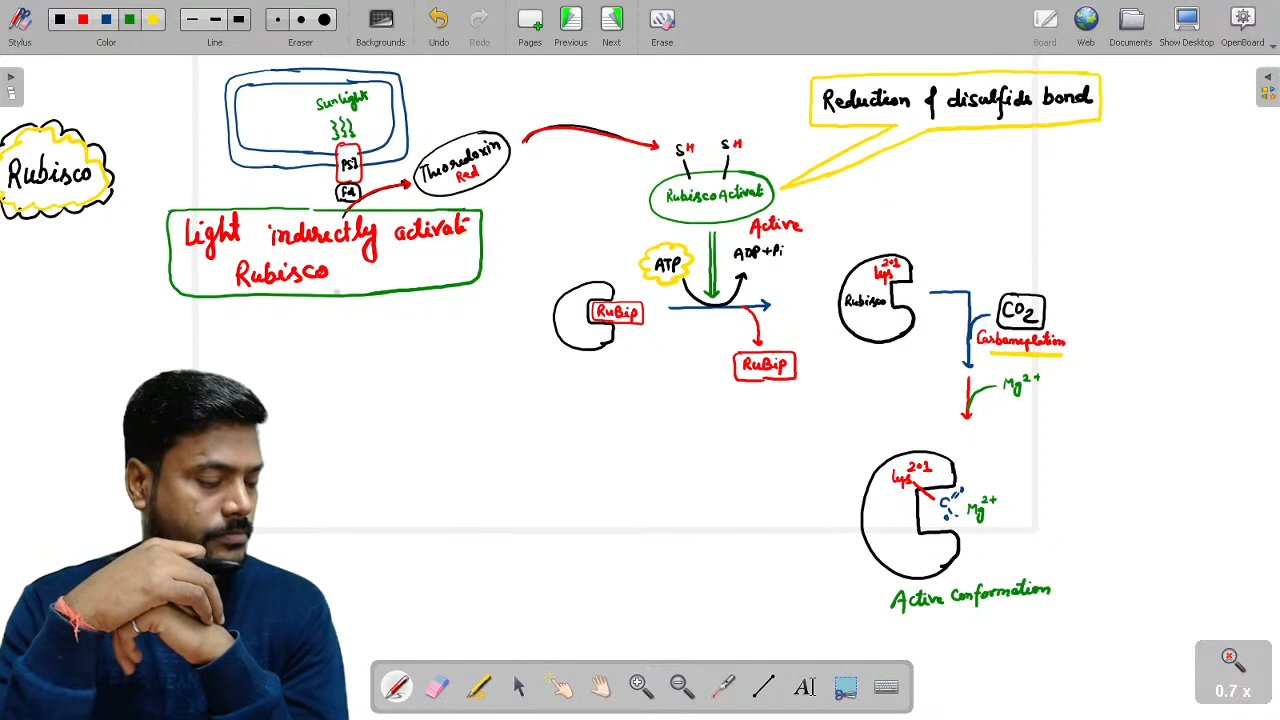 Stylus
Color
Line
Eraser
Backgrounds
Undo
Redo
Pages
Previous
Next
Erase
Board
Web
Documents
Show Desktop
OpenBoard
Rubisco
Sunlight
PSI
Fd
Thioredoxin
Red
Light indirectly activate
Rubisco
SH
SH
Rubisco Activase
Active
Reduction of disulfide bond
ATP
ADP+Pi
RuBip
RuBip
lys 201
Rubisco
CO2
Carbamylation
Mg2+
lys 201
C
O
O
Mg2+
Active Conformation
0.7 x